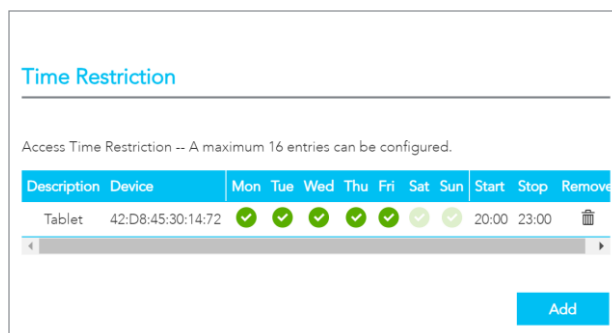 Time Restriction
Access Time Restriction -- A maximum 16 entries can be configured.
Description Device Mon Tue Wed Thu Fri Sat Sun Start Stop Remove
Tablet 42:D8:45:30:14:72 20:00 23:00
Add